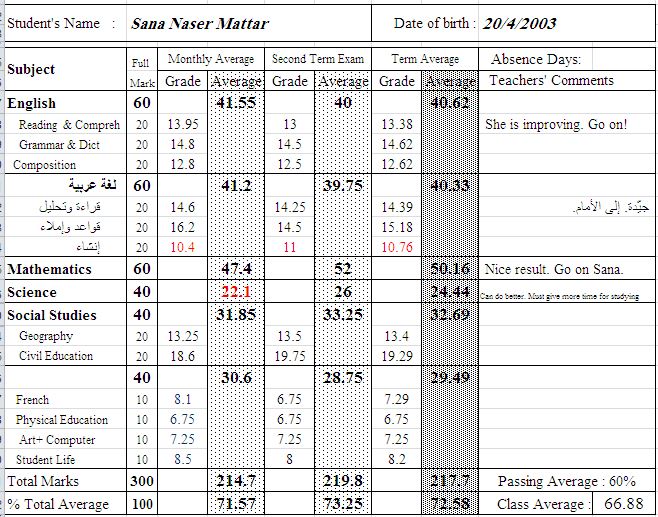 Student's Name : Sana Naser Mattar Date of birth : 20/4/2003
Subject Full Mark Monthly Average Second Term Exam Term Average Absence Days:
Grade Average Grade Average Grade Average Teachers' Comments
English 60 41.55 40 40.62
Reading & Compreh 20 13.95 13 13.38 She is improving. Go on!
Grammar & Dict 20 14.8 14.5 14.62
Composition 20 12.8 12.5 12.62
لغة عربية 60 41.2 39.75 40.33
قراءة وتحليل 20 14.6 14.25 14.39 جيّدة. إلى الأمام.
قواعد وإملاء 20 16.2 14.5 15.18
إنشاء 20 10.4 11 10.76
Mathematics 60 47.4 52 50.16 Nice result. Go on Sana.
Science 40 22.1 26 24.44 Can do better. Must give more time for studying
Social Studies 40 31.85 33.25 32.69
Geography 20 13.25 13.5 13.4
Civil Education 20 18.6 19.75 19.29
40 30.6 28.75 29.49
French 10 8.1 6.75 7.29
Physical Education 10 6.75 6.75 6.75
Art+ Computer 10 7.25 7.25 7.25
Student Life 10 8.5 8 8.2
Total Marks 300 214.7 219.8 217.7 Passing Average : 60%
% Total Average 100 71.57 73.25 72.58 Class Average : 66.88